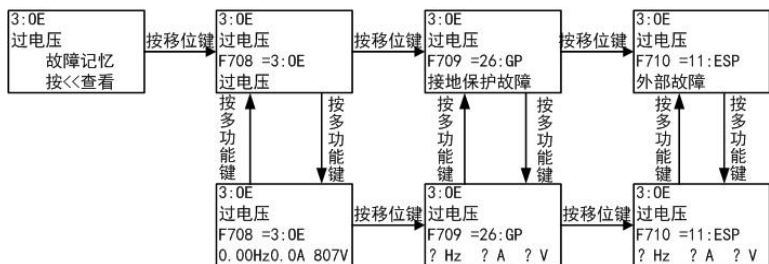 3:OE
过电压
故障记忆
按<<查看
按移位键
3:OE
过电压
F708 =3:OE
过电压
按移位键
3:OE
过电压
F709 =26:GP
接地保护故障
按移位键
3:OE
过电压
F710 =11:ESP
外部故障
按多功能键
按多功能键
按多功能键
按多功能键
按多功能键
按多功能键
3:OE
过电压
F708 =3:OE
0.00Hz0.0A 807V
按移位键
3:OE
过电压
F709 =26:GP
? Hz ? A ? V
按移位键
3:OE
过电压
F710 =11:ESP
? Hz ? A ? V